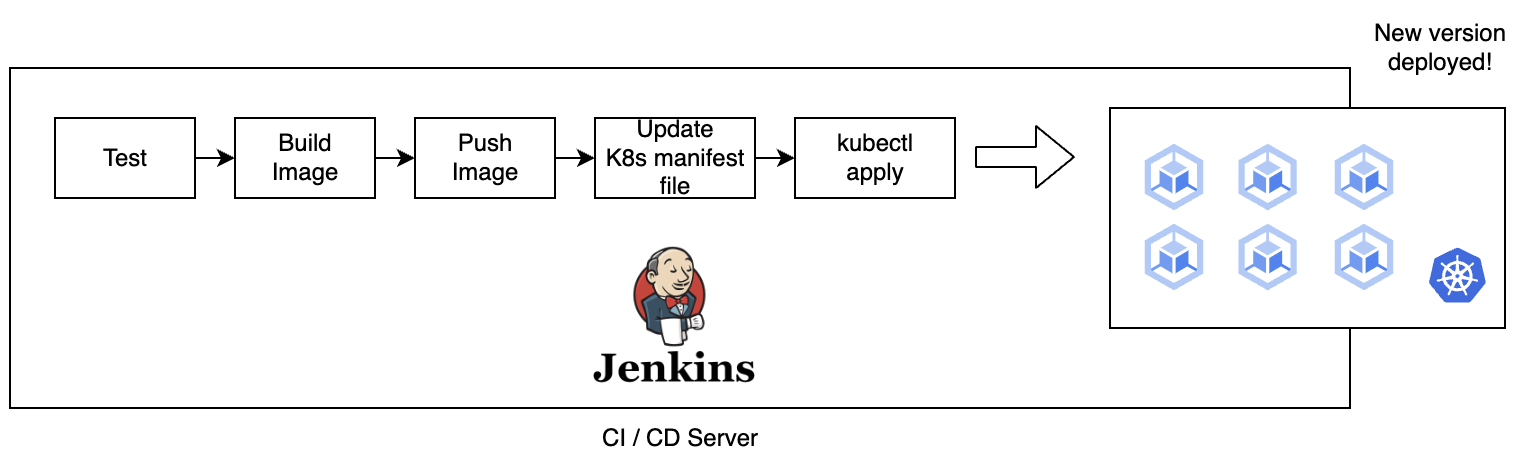 New version
deployed!
Test
Build
Image
Push
Image
Update
K8s manifest
file
kubectl
apply
Jenkins
CI / CD Server